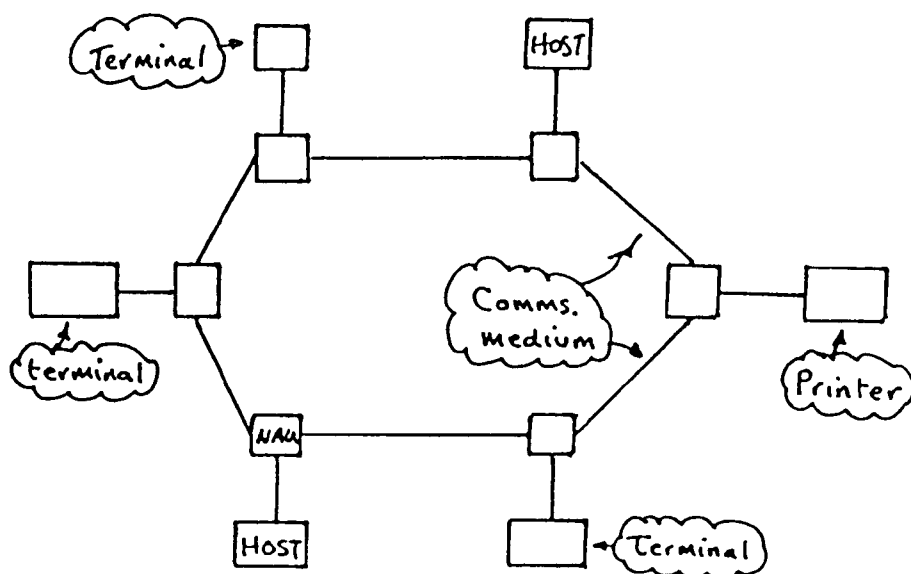 Terminal
HOST
Comms.
medium
terminal
Printer
NAU
HOST
Terminal